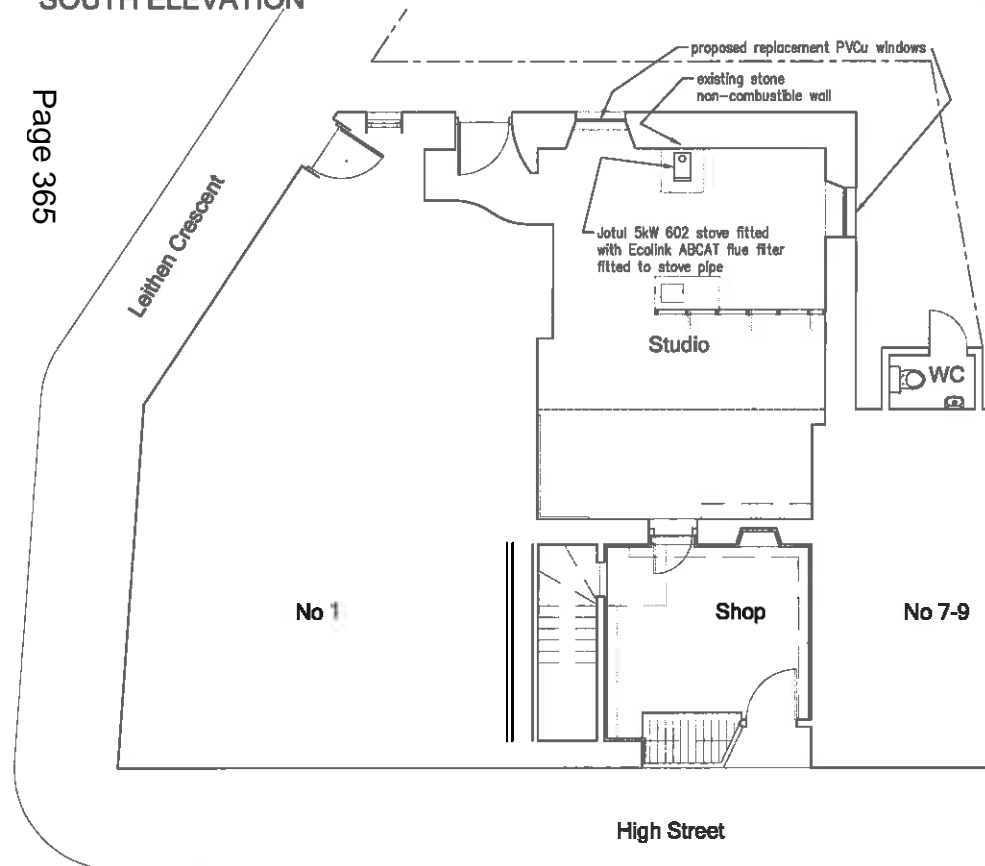 SOUTH ELEVATION
Page 365
proposed replacement PVCu windows
existing stone
non-combustible wall
Leithen Crescent
Jotul 5kW 602 stove fitted
with Ecolink ABCAT flue filter
fitted to stove pipe
Studio
WC
No 1
Shop
No 7-9
High Street